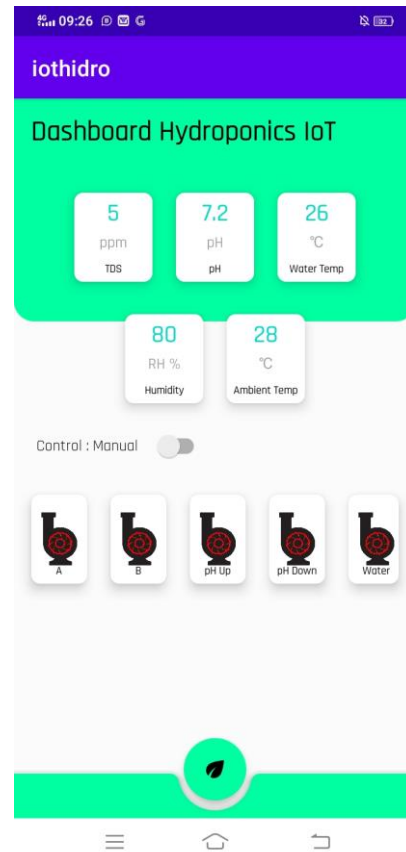 4G 09:26 32
iothidro
Dashboard Hydroponics IoT
5 7.2 26
ppm pH °C
TDS pH Water Temp
80 28
RH % °C
Humidity Ambient Temp
Control : Manual
A B pH Up pH Down Water